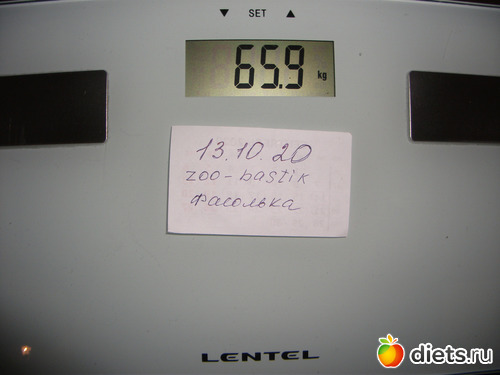 ▼ SET ▲
65.9 kg
13.10.20
zoo-bastik
фасолька
LENTEL
diets.ru